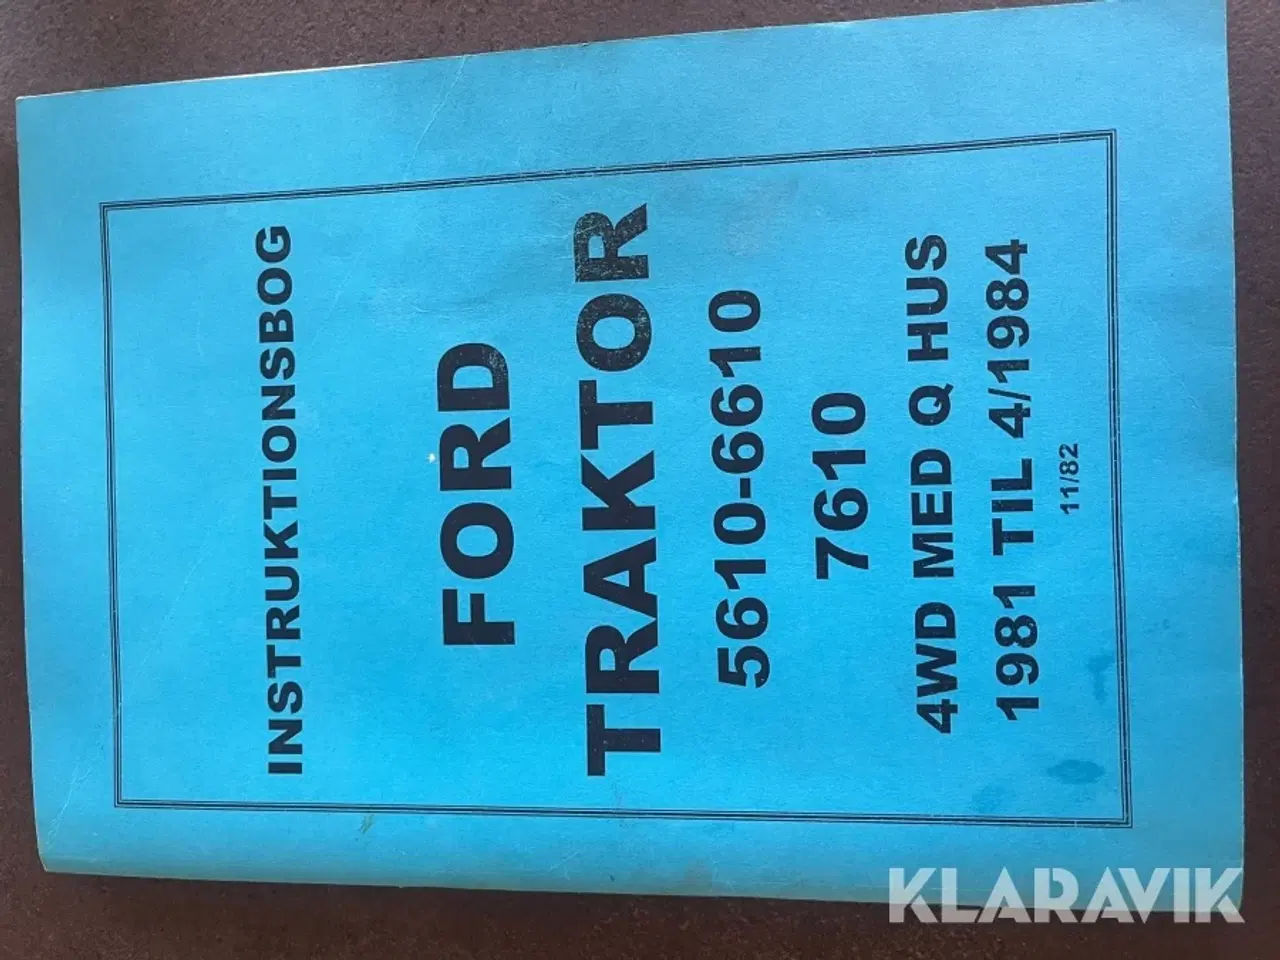 INSTRUKTIONSBOG
FORD
TRAKTOR
5610-6610
7610
4WD MED Q HUS
1981 TIL 4/1984
11/82
KLARAVIK